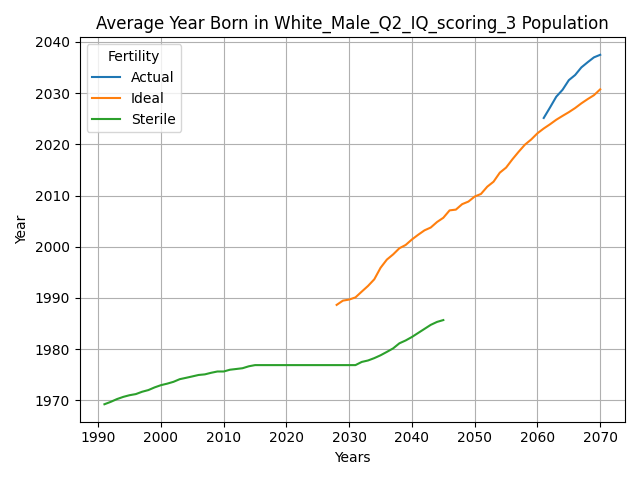 Average Year Born in White_Male_Q2_IQ_scoring_3 Population
Fertility
Actual
Ideal
Sterile
Year
2040
2030
2020
2010
2000
1990
1980
1970
1990 2000 2010 2020 2030 2040 2050 2060 2070
Years